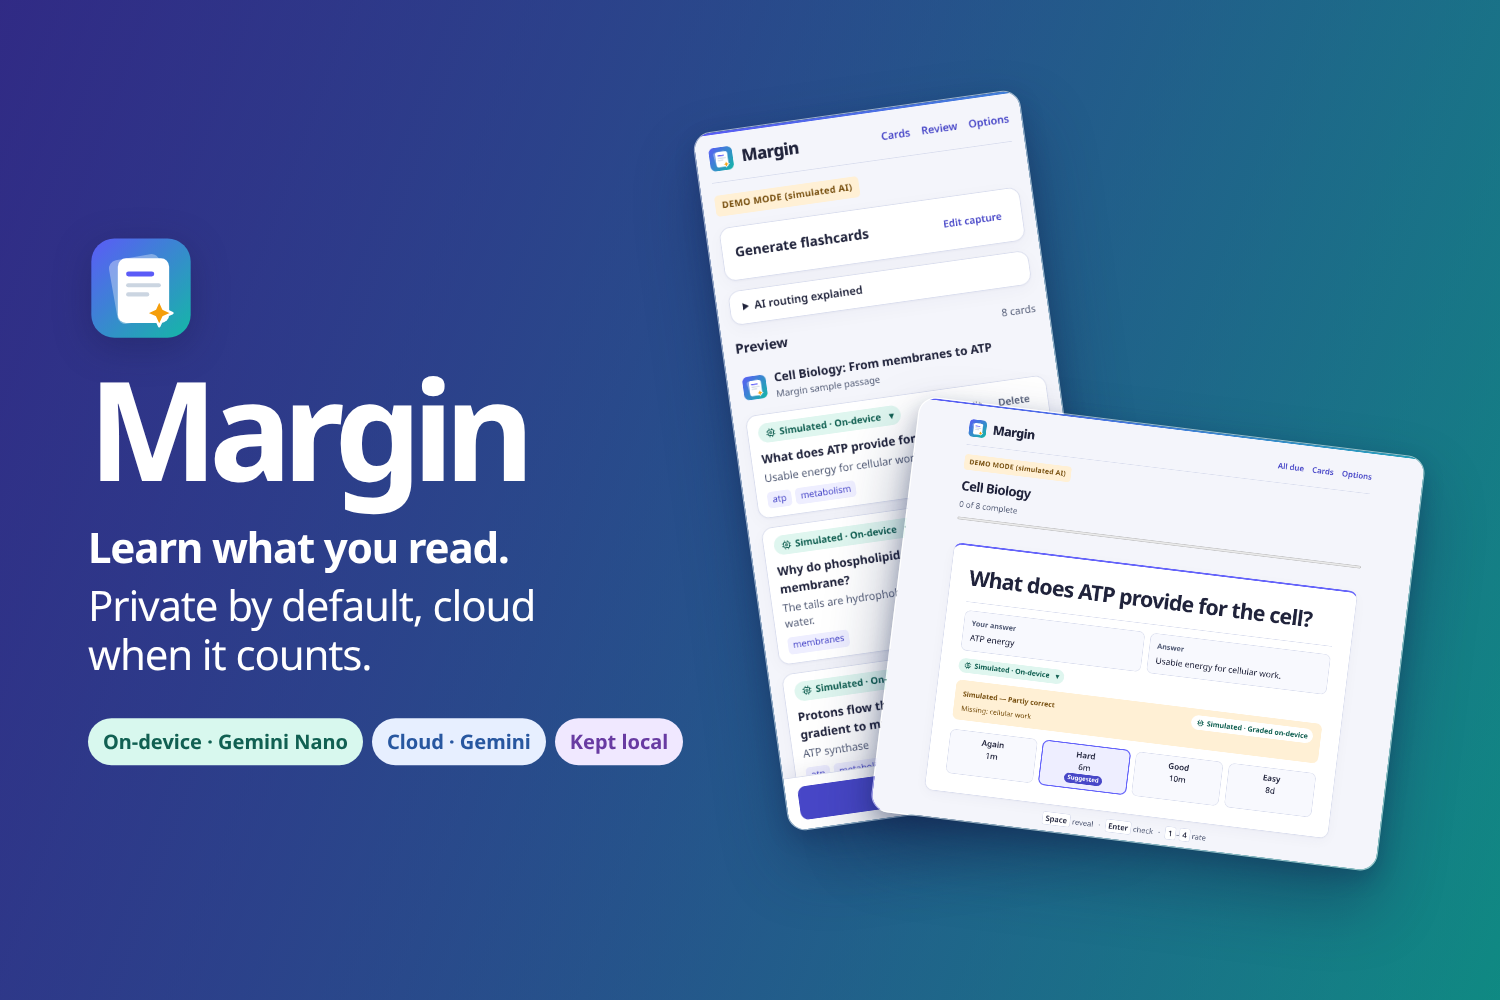 Margin
Learn what you read.
Private by default, cloud
when it counts.
On-device · Gemini Nano
Cloud · Gemini
Kept local
Margin
Cards
Review
Options
DEMO MODE (simulated AI)
Generate flashcards
Edit capture
▶ AI routing explained
Preview
8 cards
Cell Biology: From membranes to ATP
Margin sample passage
Simulated · On-device ▼
Delete
What does ATP provide for
Usable energy for cellular
atp
metabolism
Simulated · On-device
Why do phospholipid
membrane?
The tails are
water.
membranes
Simulated ·
Protons flow
gradient to
ATP synthase
atp
Margin
All due
Cards
Options
DEMO MODE (simulated AI)
Cell Biology
0 of 8 complete
What does ATP provide for the cell?
Your answer
ATP energy
Answer
Usable energy for cellular work.
Simulated · On-device ▼
Simulated — Partly correct
Missing: cellular work
Simulated · Graded on-device
Again
1m
Hard
6m
Suggested
Good
10m
Easy
8d
Space reveal · Enter check · 1 - 4 rate